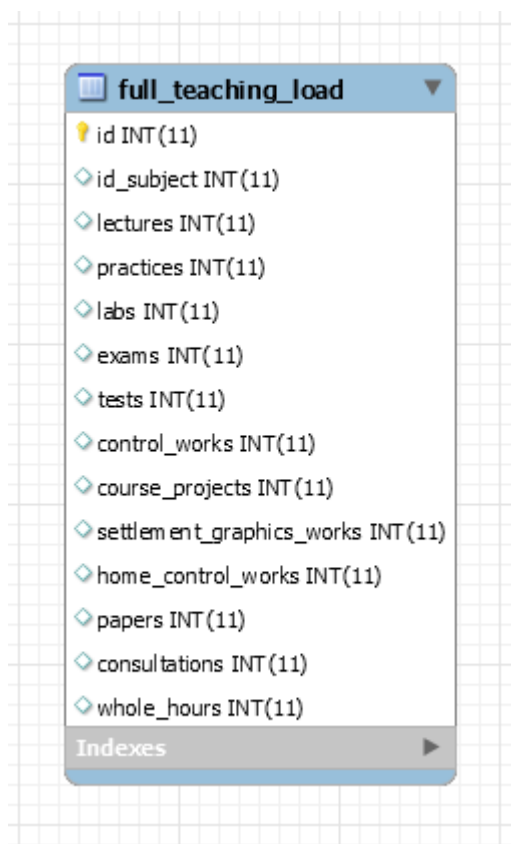 full_teaching_load
id INT(11)
id_subject INT(11)
lectures INT(11)
practices INT(11)
labs INT(11)
exams INT(11)
tests INT(11)
control_works INT(11)
course_projects INT(11)
settlement_graphics_works INT(11)
home_control_works INT(11)
papers INT(11)
consultations INT(11)
whole_hours INT(11)
Indexes